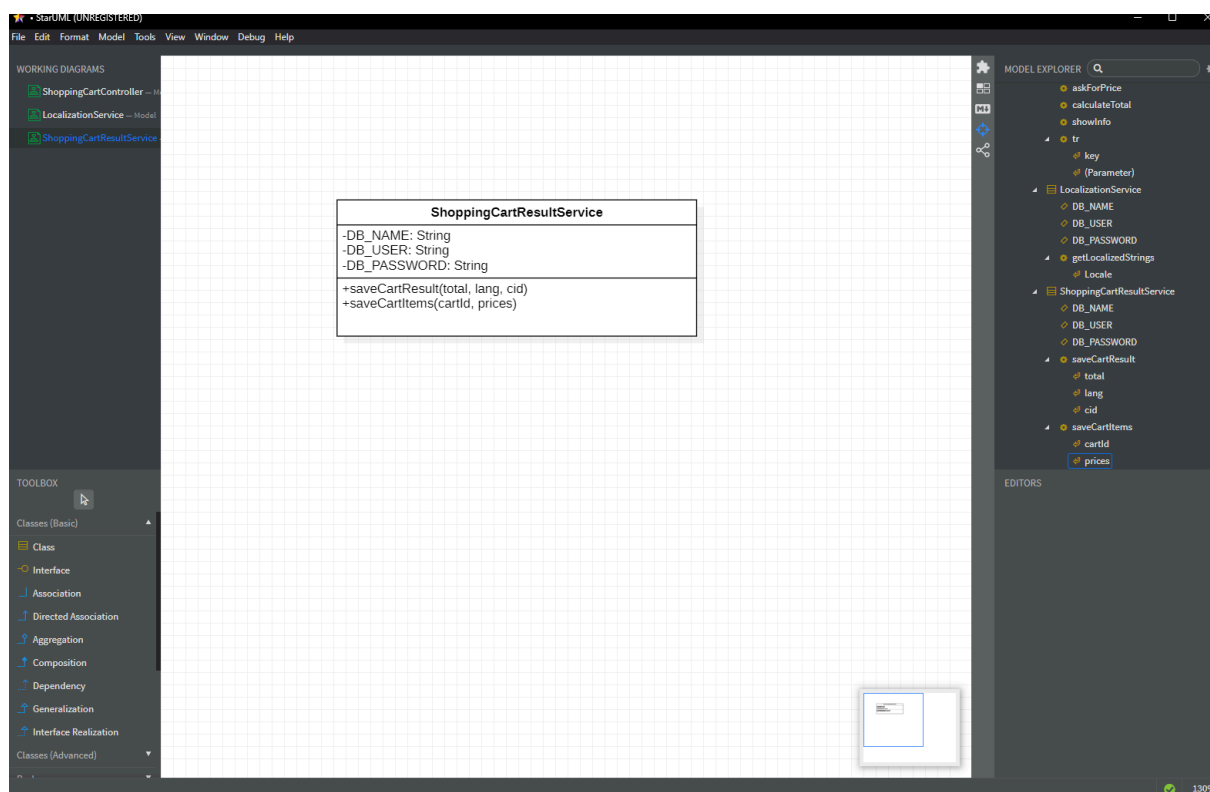 • StarUML (UNREGISTERED)
File Edit Format Model Tools View Window Debug Help
WORKING DIAGRAMS
ShoppingCartController
LocalizationService — Model
ShoppingCartResultService
TOOLBOX
Classes (Basic)
Class
Interface
Association
Directed Association
Aggregation
Composition
Dependency
Generalization
Interface Realization
Classes (Advanced)
ShoppingCartResultService
-DB_NAME: String
-DB_USER: String
-DB_PASSWORD: String
+saveCartResult(total, lang, cid)
+saveCartItems(cartId, prices)
MODEL EXPLORER
askForPrice
calculateTotal
showInfo
tr
key
(Parameter)
LocalizationService
DB_NAME
DB_USER
DB_PASSWORD
getLocalizedStrings
Locale
ShoppingCartResultService
DB_NAME
DB_USER
DB_PASSWORD
saveCartResult
total
lang
cid
saveCartItems
cartId
prices
EDITORS